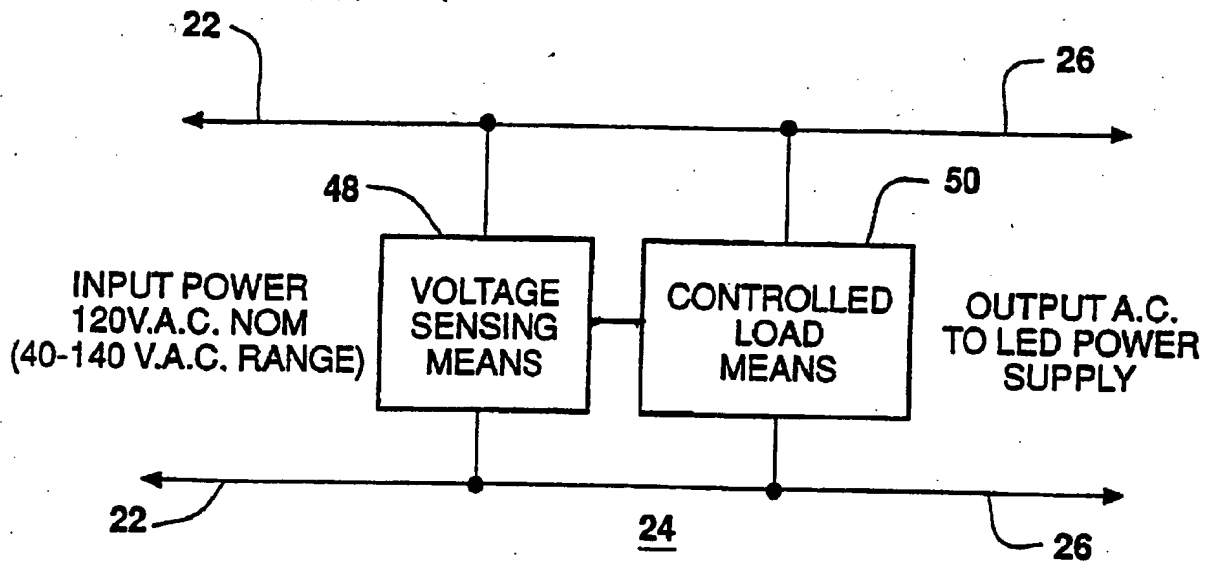 22
26
48
50
INPUT POWER
120V.A.C. NOM
(40-140 V.A.C. RANGE)
VOLTAGE
SENSING
MEANS
CONTROLLED
LOAD
MEANS
OUTPUT A.C.
TO LED POWER
SUPPLY
22
24
26